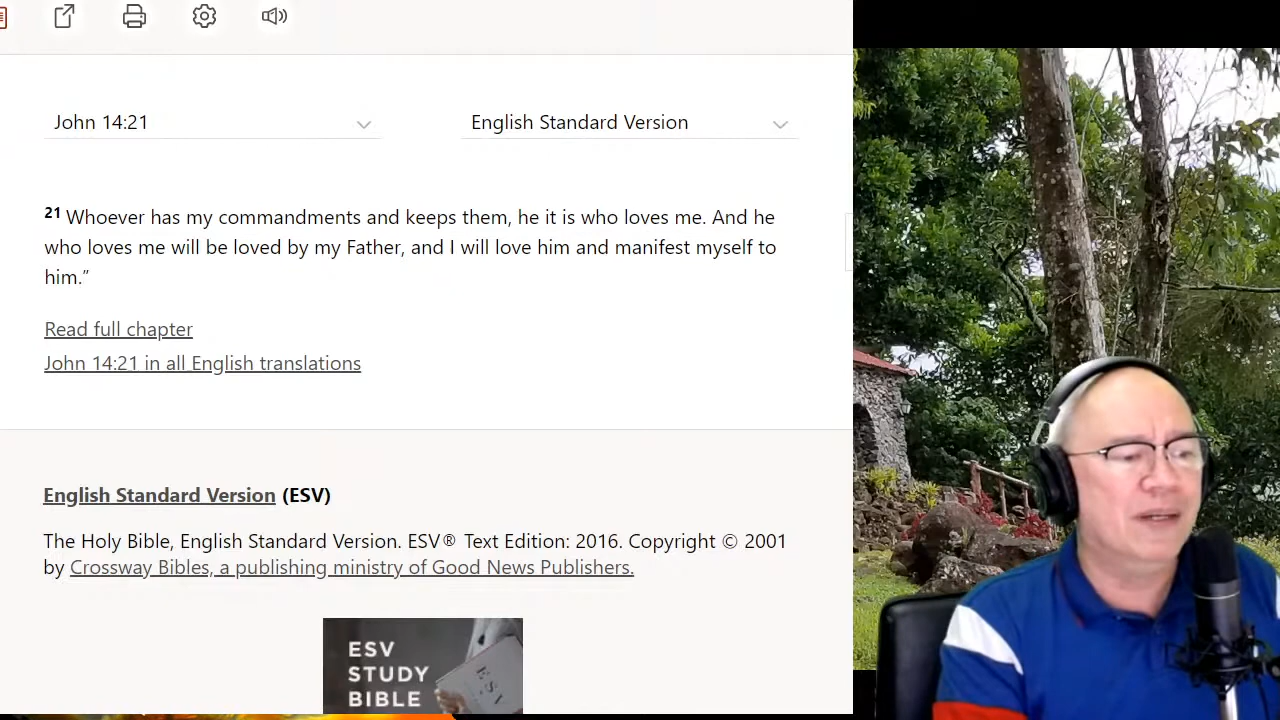 John 14:21
English Standard Version
21 Whoever has my commandments and keeps them, he it is who loves me. And he
who loves me will be loved by my Father, and I will love him and manifest myself to
him.”
Read full chapter
John 14:21 in all English translations
English Standard Version (ESV)
The Holy Bible, English Standard Version. ESV® Text Edition: 2016. Copyright © 2001
by Crossway Bibles, a publishing ministry of Good News Publishers.
ESV
STUDY
BIBLE
ESV